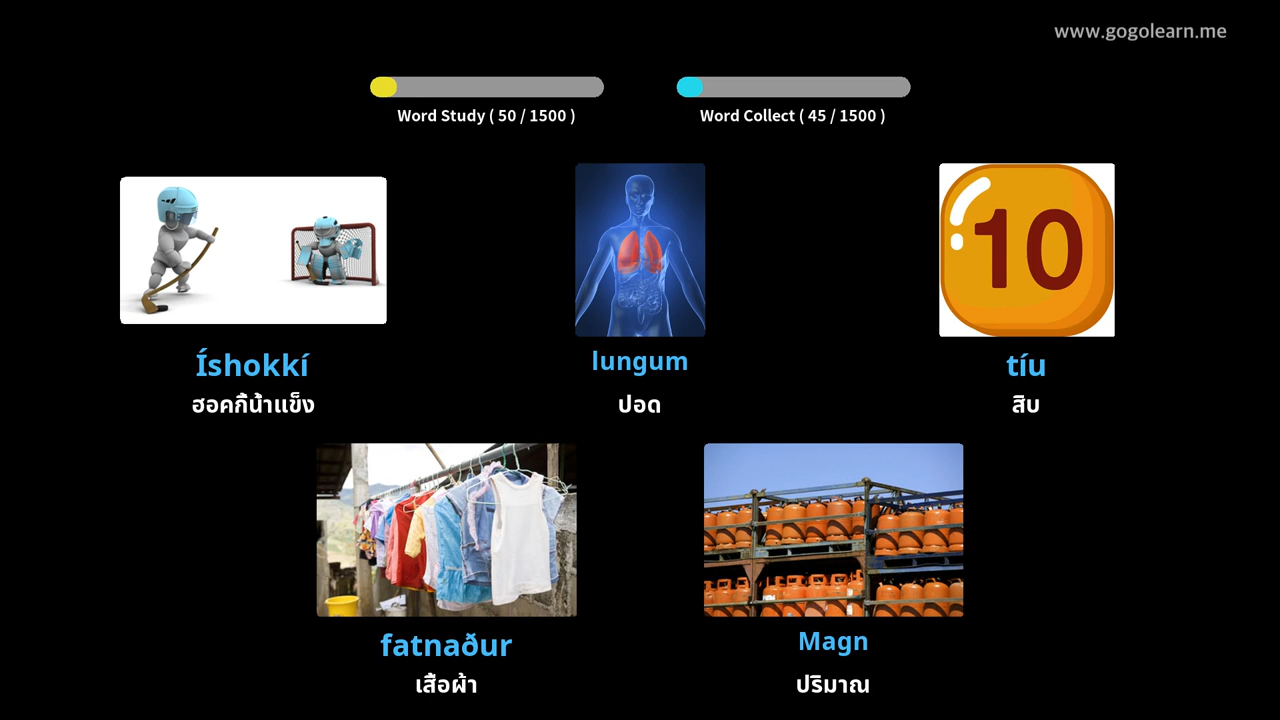 www.gogolearn.me
Word Study ( 50 / 1500 )
Word Collect ( 45 / 1500 )
10
Íshokkí
lungum
tíu
ฮอคกี้น้ำแข็ง
ปอด
สิบ
fatnaður
Magn
เสื้อผ้า
ปริมาณ